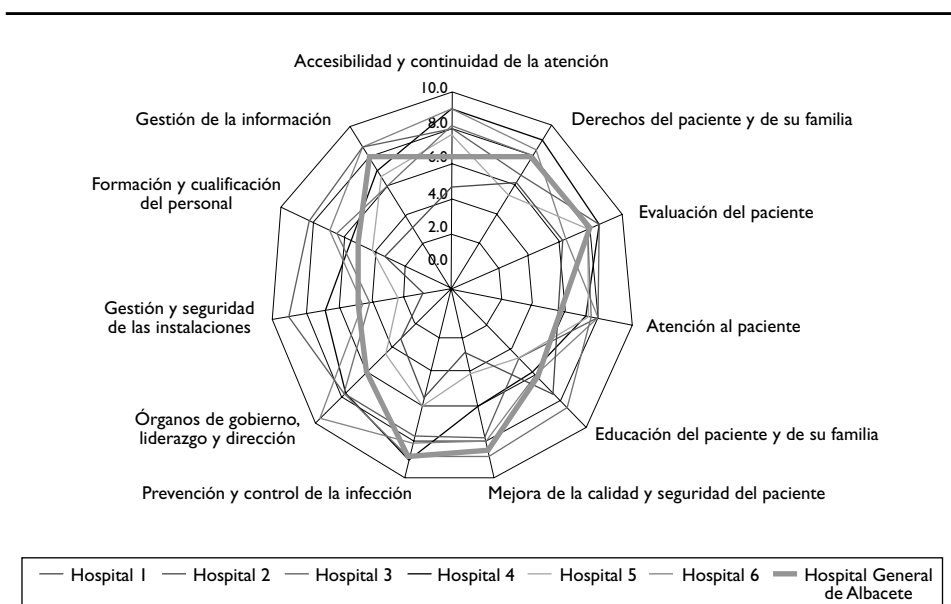 Accesibilidad y continuidad de la atención
10.0
Gestión de la información
8.0
Derechos del paciente y de su familia
6.0
Formación y cualificación
del personal
4.0
Evaluación del paciente
2.0
0.0
Gestión y seguridad
de las instalaciones
Atención al paciente
Órganos de gobierno,
liderazgo y dirección
Educación del paciente y de su familia
Prevención y control de la infección
Mejora de la calidad y seguridad del paciente
Hospital 1
Hospital 2
Hospital 3
Hospital 4
Hospital 5
Hospital 6
Hospital General
de Albacete